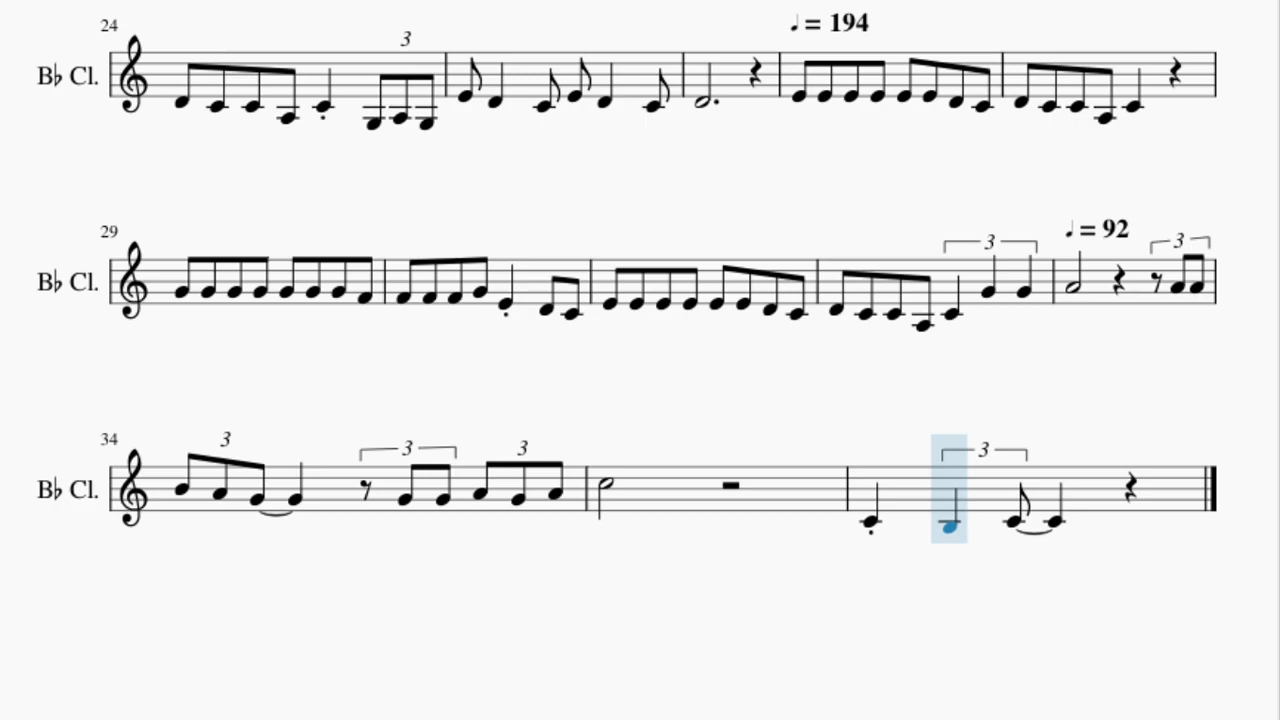 24
3
♩ = 194
B♭ Cl.
29
3
♩ = 92
3
B♭ Cl.
34
3
3
3
3
B♭ Cl.